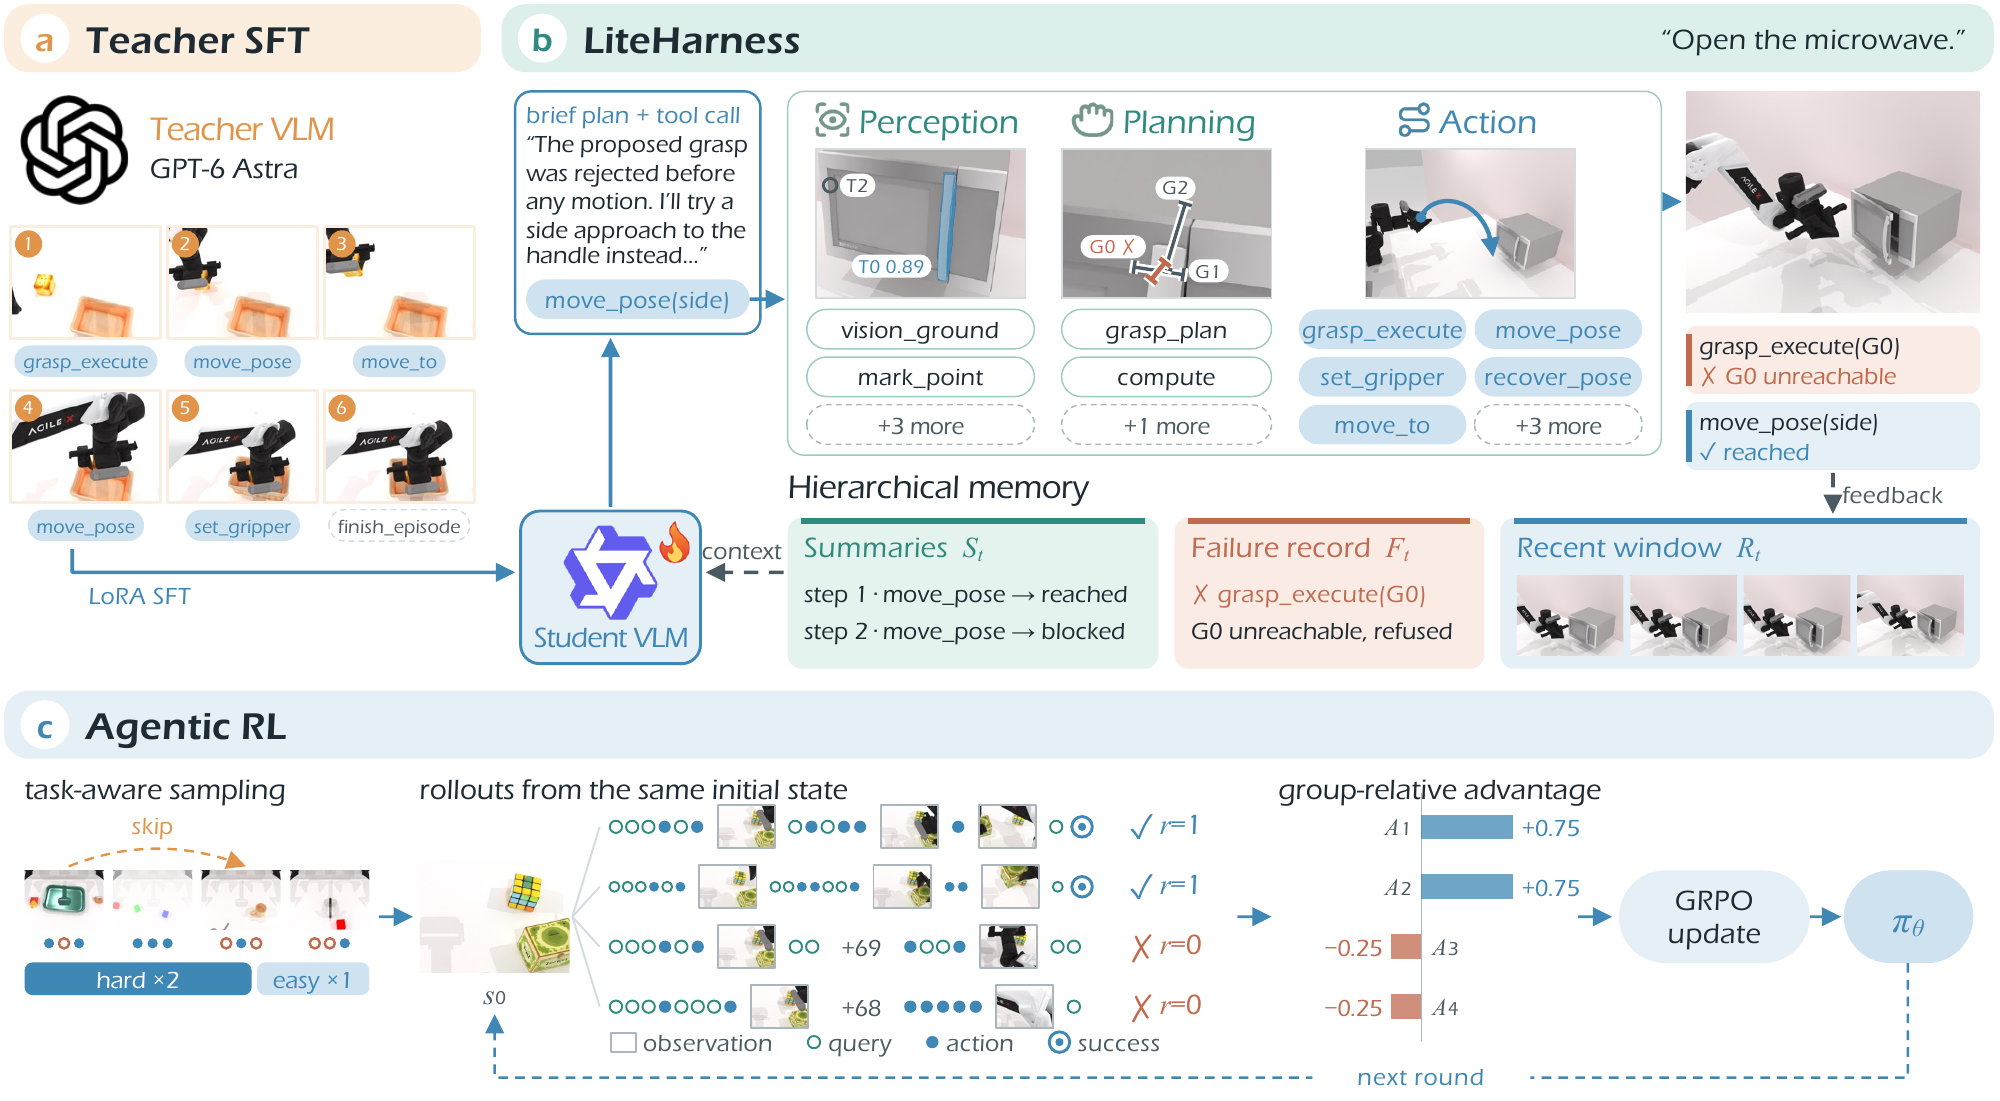 a Teacher SFT
Teacher VLM
GPT-6 Astra
1
2
3
grasp_execute
move_pose
move_to
4
5
6
AGILE·X
AGILE·X
move_pose
set_gripper
finish_episode
LoRA SFT
b LiteHarness
“Open the microwave.”
brief plan + tool call
“The proposed grasp
was rejected before
any motion. I’ll try a
side approach to the
handle instead...”
move_pose(side)
Student VLM
Perception
T2
T0 0.89
vision_ground
mark_point
+3 more
Planning
G2
G0 ✗
G1
grasp_plan
compute
+1 more
Action
grasp_execute
move_pose
set_gripper
recover_pose
move_to
+3 more
AGILE·X
grasp_execute(G0)
✗ G0 unreachable
move_pose(side)
✓ reached
feedback
context
Hierarchical memory
Summaries St
step 1 · move_pose → reached
step 2 · move_pose → blocked
Failure record Ft
✗ grasp_execute(G0)
G0 unreachable, refused
Recent window Rt
c Agentic RL
task-aware sampling
skip
hard ×2
easy ×1
rollouts from the same initial state
s0
✓ r=1
✓ r=1
+69
✗ r=0
+68
✗ r=0
observation
query
action
success
group-relative advantage
A1 +0.75
A2 +0.75
−0.25 A3
−0.25 A4
GRPO
update
πθ
next round